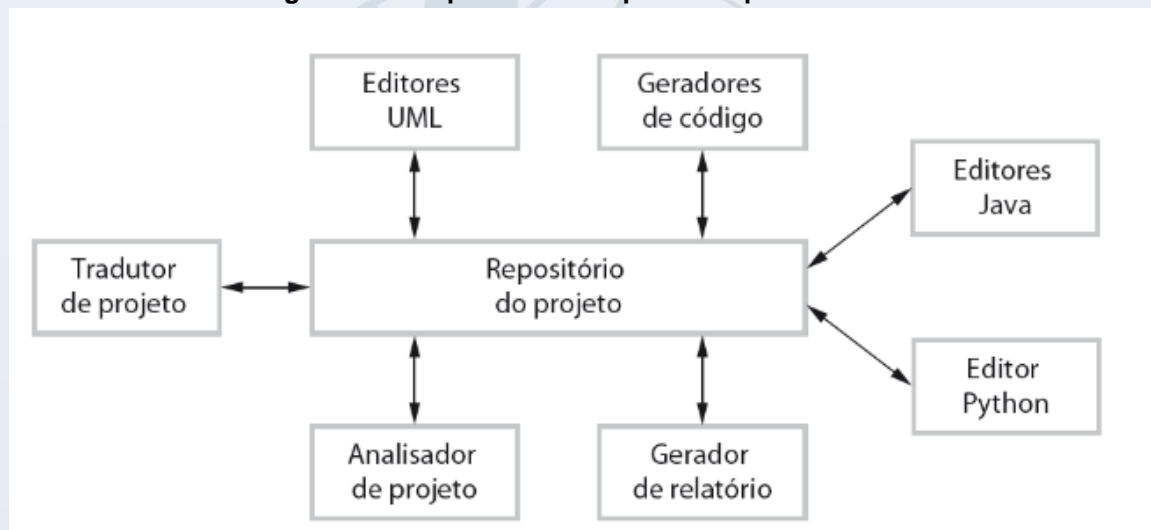 Editores
UML
Geradores
de código
Editores
Java
Tradutor
de projeto
Repositório
do projeto
Editor
Python
Analisador
de projeto
Gerador
de relatório